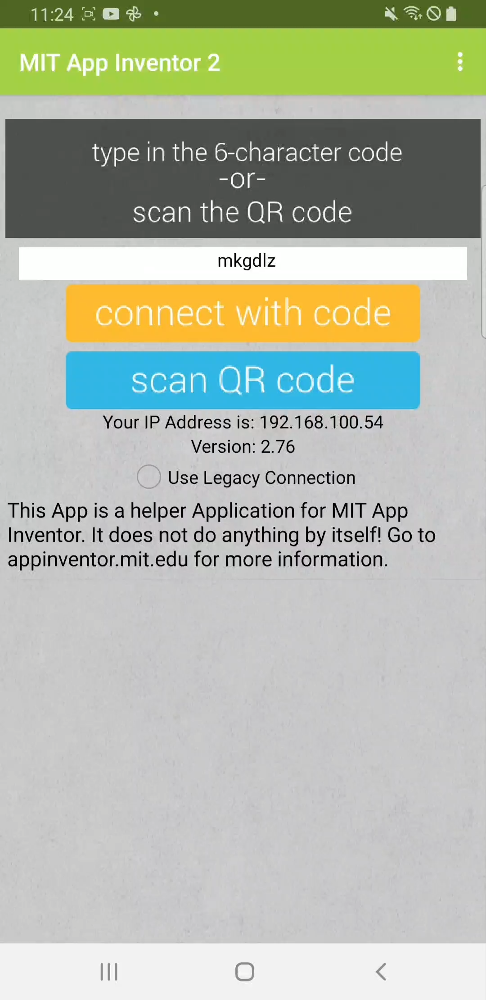 11:24
MIT App Inventor 2
type in the 6-character code
-or-
scan the QR code
mkgdlz
connect with code
scan QR code
Your IP Address is: 192.168.100.54
Version: 2.76
Use Legacy Connection
This App is a helper Application for MIT App
Inventor. It does not do anything by itself! Go to
appinventor.mit.edu for more information.